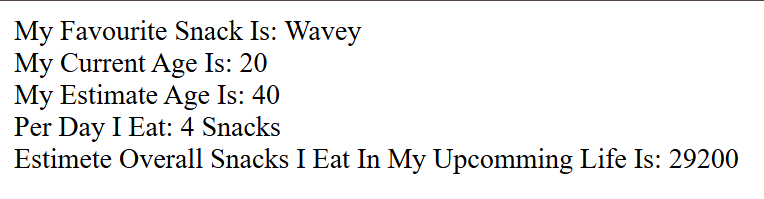 My Favourite Snack Is: Wavey
My Current Age Is: 20
My Estimate Age Is: 40
Per Day I Eat: 4 Snacks
Estimete Overall Snacks I Eat In My Upcomming Life Is: 29200